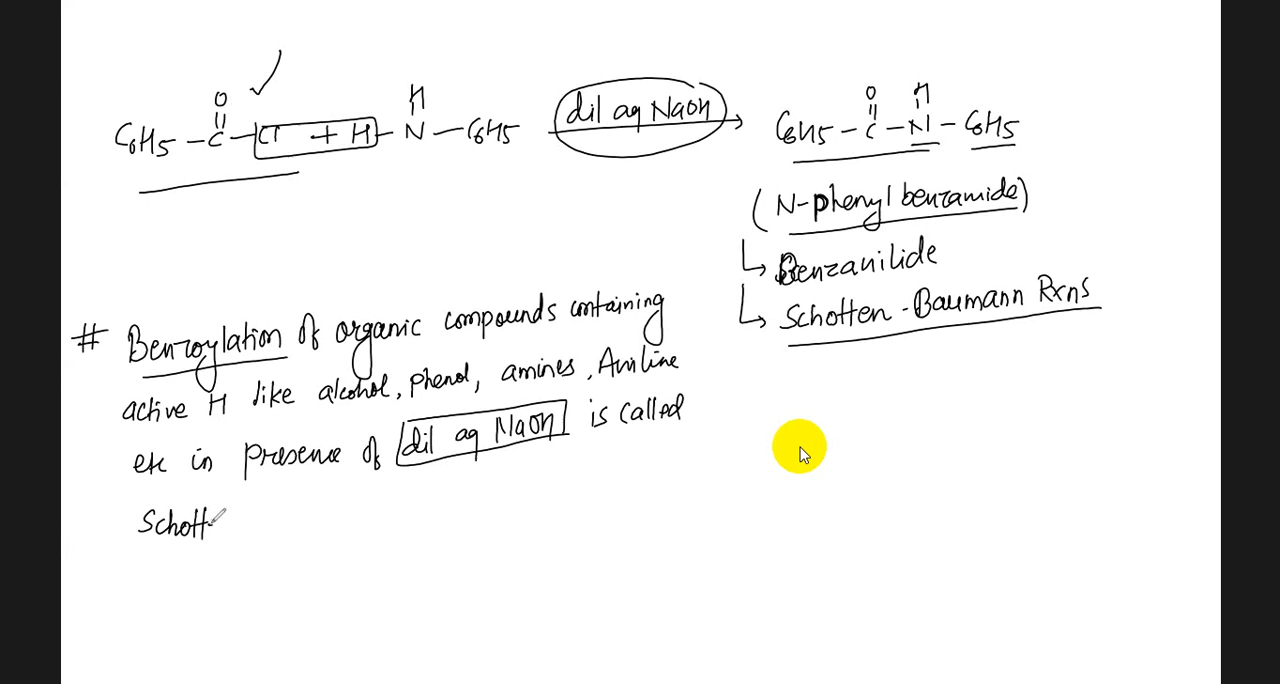 C6H5 – C(=O) – Cl + H – N(H) – C6H5 dil aq NaOH → C6H5 – C(=O) – N(H) – C6H5
(N-phenyl benzamide)
↳ Benzanilide
↳ Schotten-Baumann Rxns
# Benzoylation of organic compounds containing
active H like alcohol, phenol, amines, Aniline
etc in presence of dil aq NaOH is called
Schott